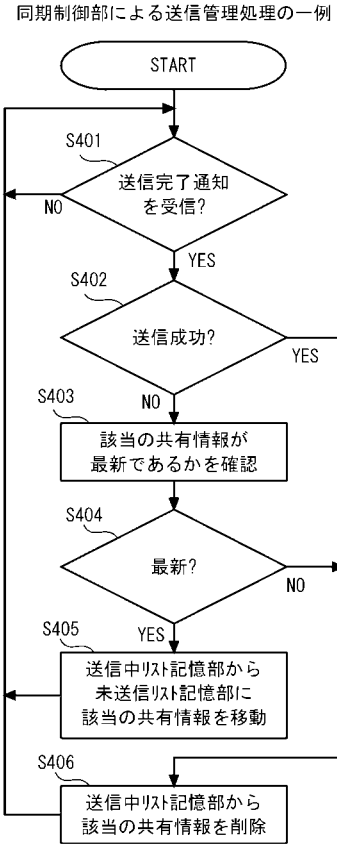 同期制御部による送信管理処理の一例
START
S401
送信完了通知
を受信?
NO
YES
S402
送信成功?
YES
NO
S403
該当の共有情報が
最新であるかを確認
S404
最新?
NO
YES
S405
送信中リスト記憶部から
未送信リスト記憶部に
該当の共有情報を移動
S406
送信中リスト記憶部から
該当の共有情報を削除